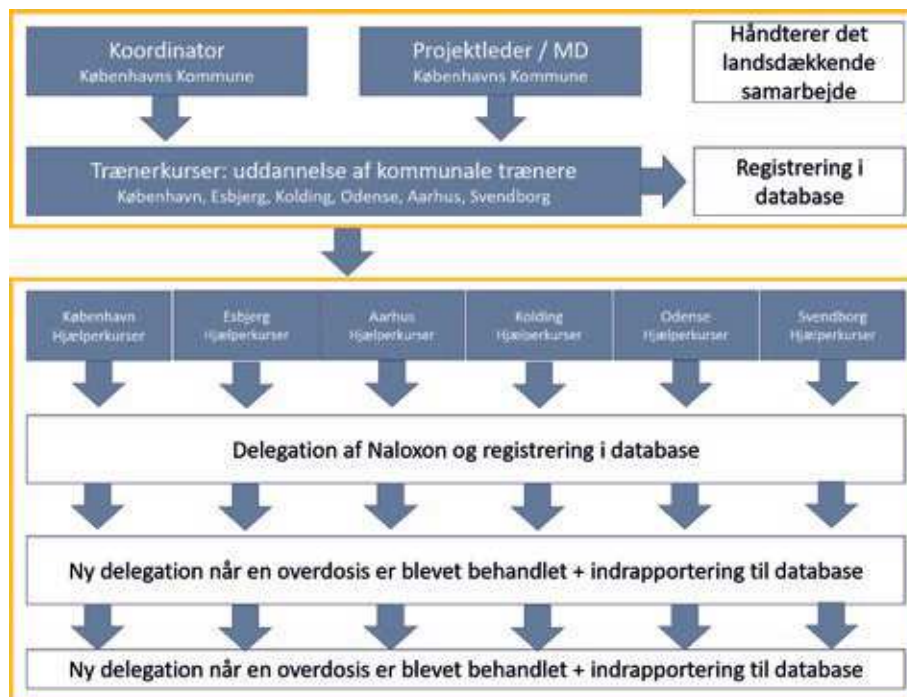 Koordinator
Københavns Kommune
Projektleder / MD
Københavns Kommune
Håndterer det
landsdækkende
samarbejde
Trænerkurser: uddannelse af kommunale trænere
København, Esbjerg, Kolding, Odense, Aarhus, Svendborg
Registrering i
database
København
Hjælperkurser
Esbjerg
Hjælperkurser
Aarhus
Hjælperkurser
Kolding
Hjælperkurser
Odense
Hjælperkurser
Svendborg
Hjælperkurser
Delegation af Naloxon og registrering i database
Ny delegation når en overdosis er blevet behandlet + indrapportering til database
Ny delegation når en overdosis er blevet behandlet + indrapportering til database